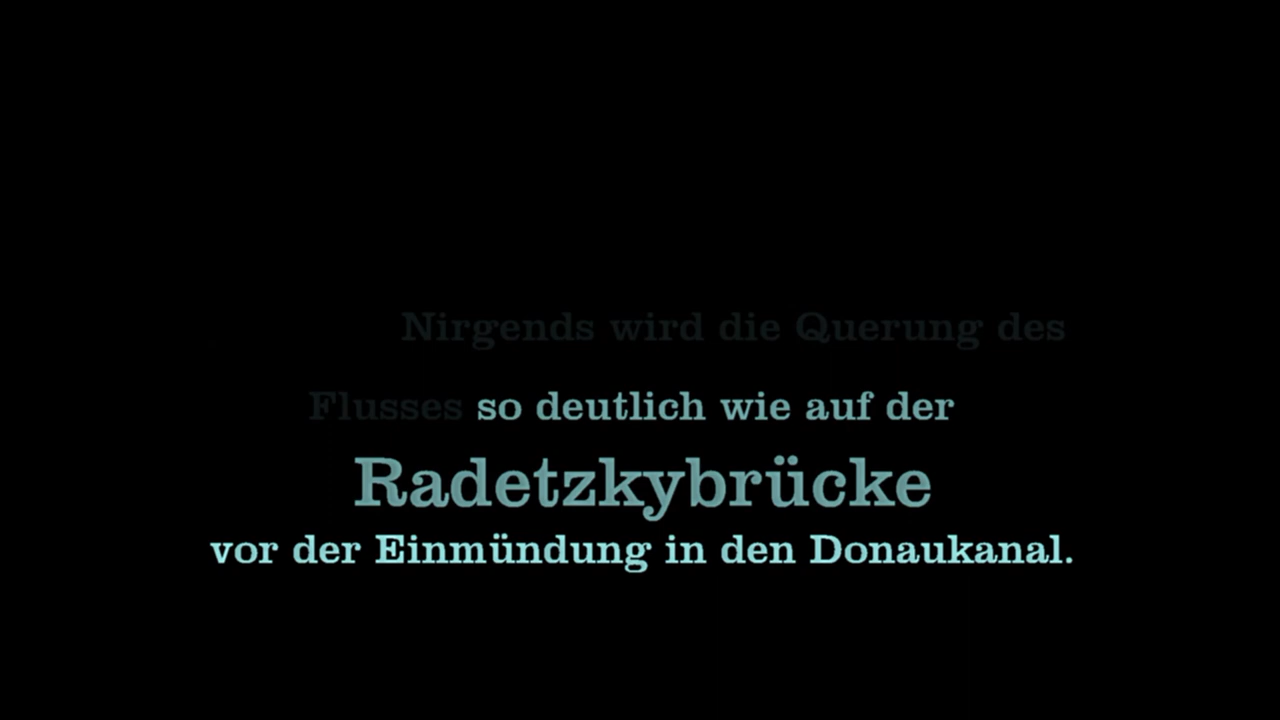 Nirgends wird die Querung des
Flusses so deutlich wie auf der
Radetzkybrücke
vor der Einmündung in den Donaukanal.